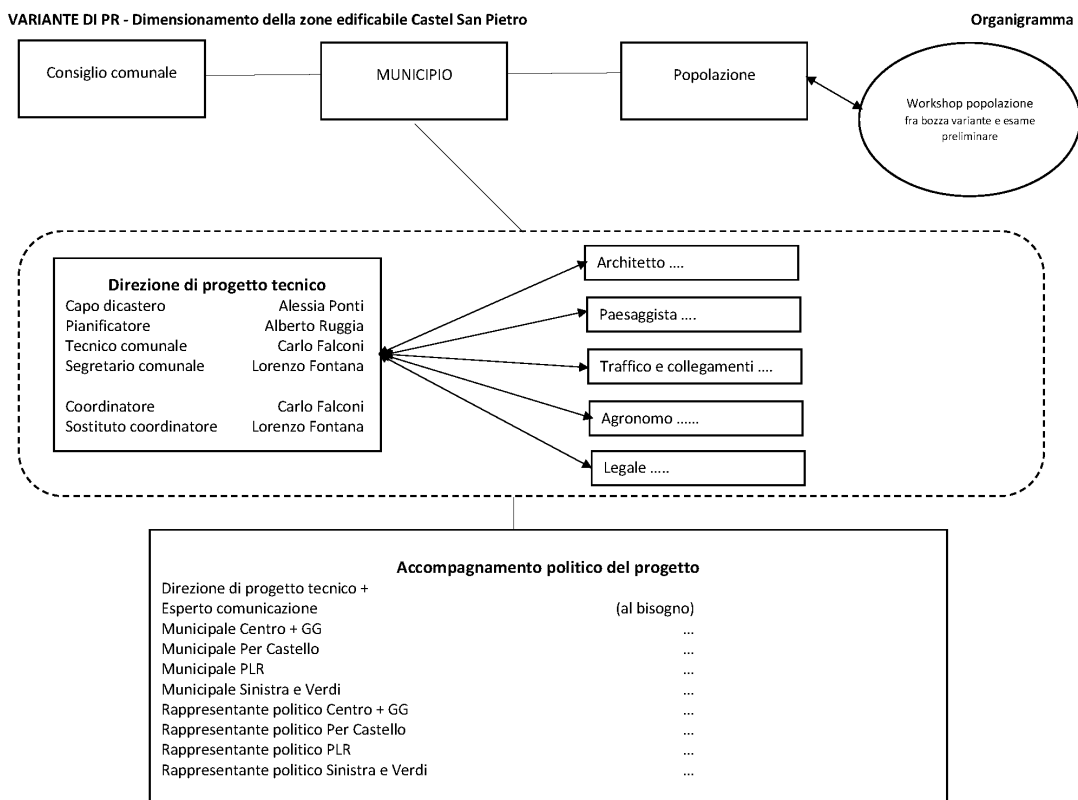 VARIANTE DI PR - Dimensionamento della zone edificabile Castel San Pietro Organigramma
Consiglio comunale
MUNICIPIO
Popolazione
Workshop popolazione
fra bozza variante e esame
preliminare
Direzione di progetto tecnico
Capo dicastero Alessia Ponti
Pianificatore Alberto Ruggia
Tecnico comunale Carlo Falconi
Segretario comunale Lorenzo Fontana
Coordinatore Carlo Falconi
Sostituto coordinatore Lorenzo Fontana
Architetto ....
Paesaggista ....
Traffico e collegamenti ....
Agronomo ......
Legale .....
Accompagnamento politico del progetto
Direzione di progetto tecnico +
Esperto comunicazione (al bisogno)
Municipale Centro + GG ...
Municipale Per Castello ...
Municipale PLR ...
Municipale Sinistra e Verdi ...
Rappresentante politico Centro + GG ...
Rappresentante politico Per Castello ...
Rappresentante politico PLR ...
Rappresentante politico Sinistra e Verdi ...